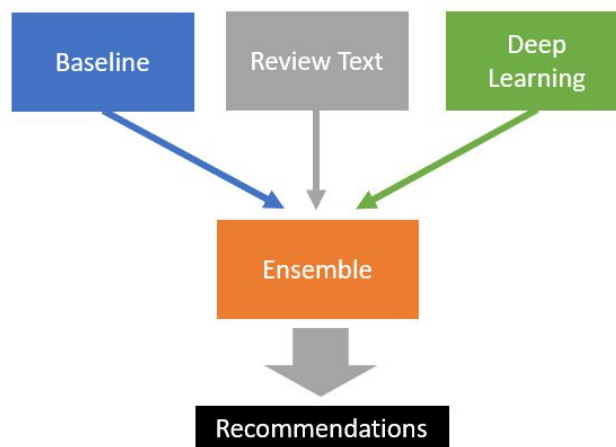 Baseline
Review Text
Deep
Learning
Ensemble
Recommendations